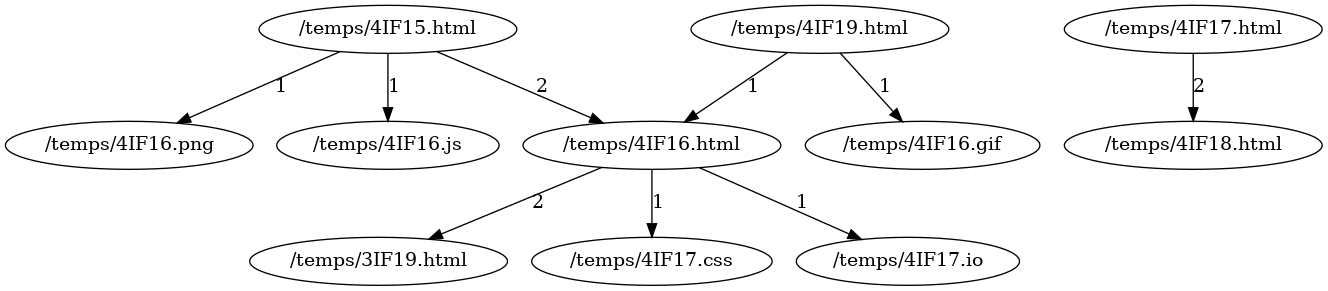 /temps/4IF15.html
/temps/4IF19.html
/temps/4IF17.html
1
1
2
1
1
2
/temps/4IF16.png
/temps/4IF16.js
/temps/4IF16.html
/temps/4IF16.gif
/temps/4IF18.html
2
1
1
/temps/3IF19.html
/temps/4IF17.css
/temps/4IF17.io